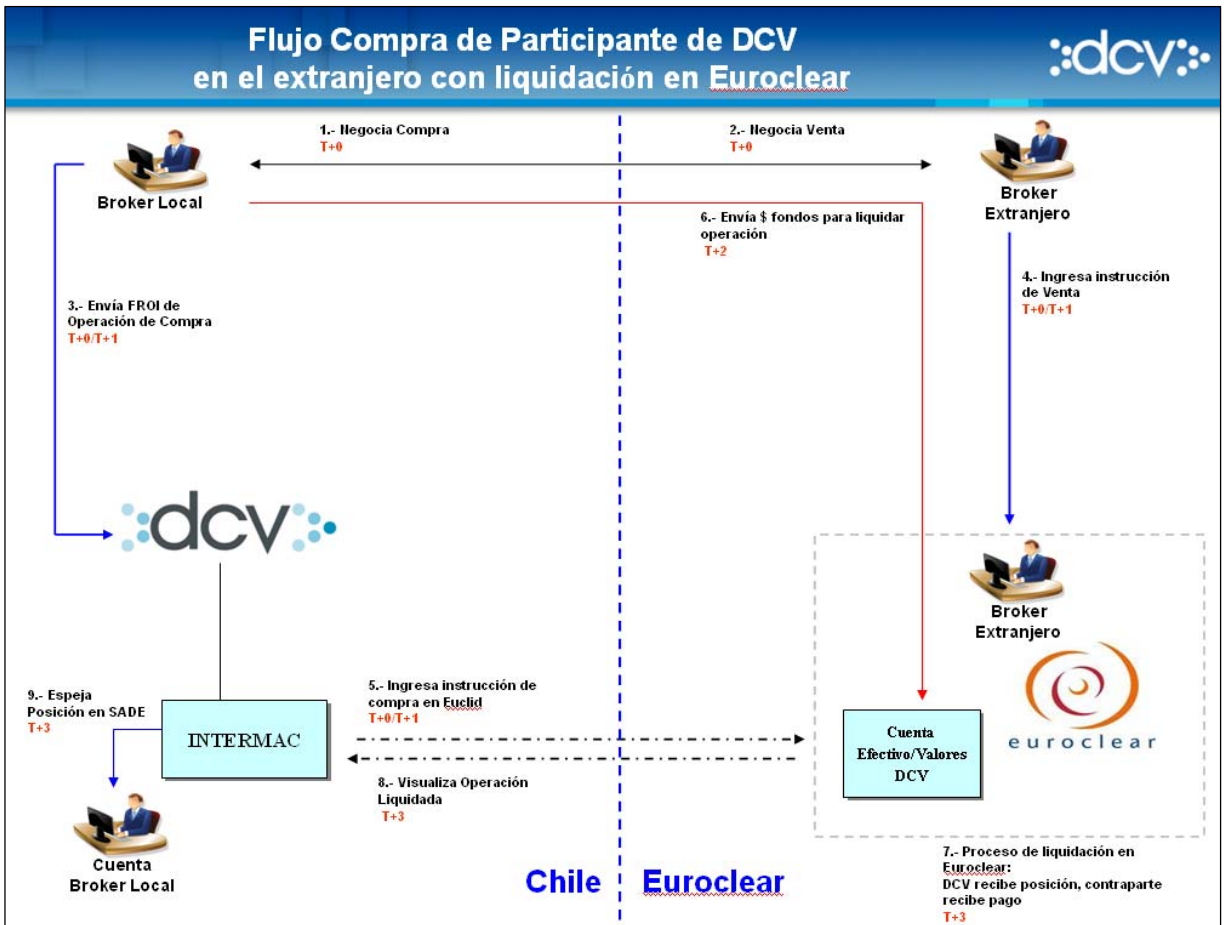 Flujo Compra de Participante de DCV
en el extranjero con liquidación en Euroclear
dcv
1.- Negocia Compra
T+0
2.- Negocia Venta
T+0
Broker Local
Broker
Extranjero
6.- Envía $ fondos para liquidar
operación
T+2
3.- Envía FROI de
Operación de Compra
T+0/T+1
4.- Ingresa instrucción
de Venta
T+0/T+1
dcv
Broker
Extranjero
euroclear
9.- Espeja
Posición en SADE
T+3
INTERMAC
5.- Ingresa instrucción de
compra en Euclid
T+0/T+1
8.- Visualiza Operación
Liquidada
T+3
Cuenta
Efectivo/Valores
DCV
Cuenta
Broker Local
Chile
Euroclear
7.- Proceso de liquidación en
Euroclear:
DCV recibe posición, contraparte
recibe pago
T+3